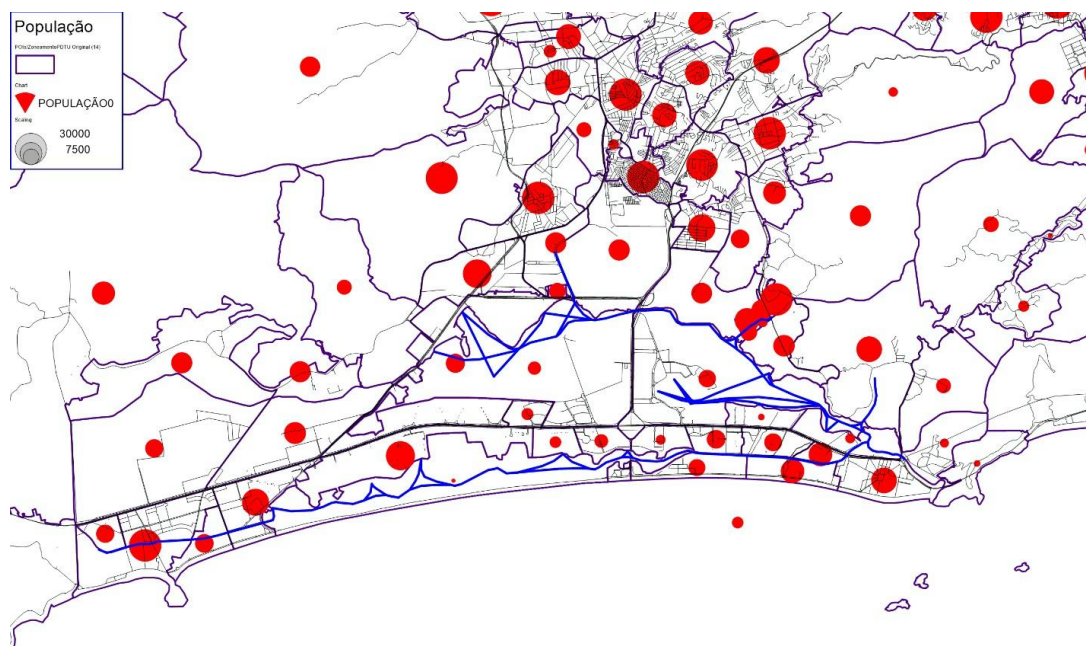 População
POIs/ZoneamentoPDTU Original (14)
Chart
POPULAÇÃO0
Scaling
30000
7500